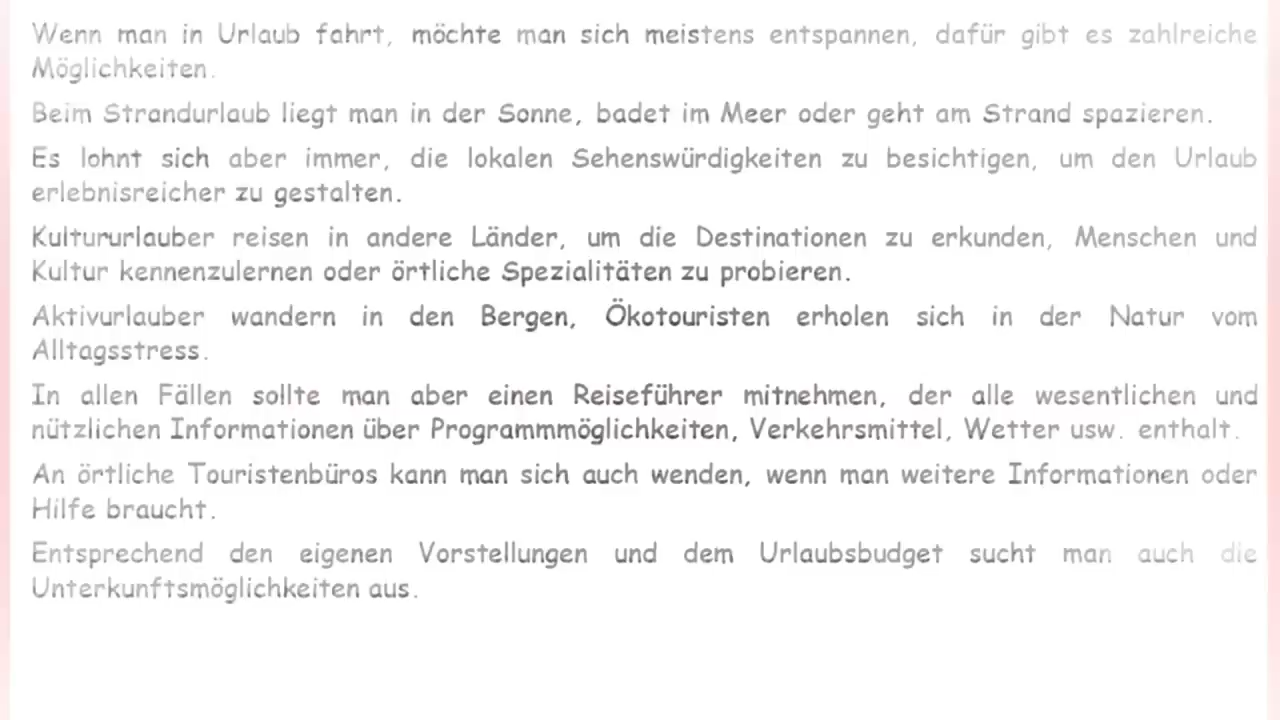 Wenn man in Urlaub fahrt, möchte man sich meistens entspannen, dafür gibt es zahlreiche
Möglichkeiten.
Beim Strandurlaub liegt man in der Sonne, badet im Meer oder geht am Strand spazieren.
Es lohnt sich aber immer, die lokalen Sehenswürdigkeiten zu besichtigen, um den Urlaub
erlebnisreicher zu gestalten.
Kultururlauber reisen in andere Länder, um die Destinationen zu erkunden, Menschen und
Kultur kennenzulernen oder örtliche Spezialitäten zu probieren.
Aktivurlauber wandern in den Bergen, Ökotouristen erholen sich in der Natur vom
Alltagsstress.
In allen Fällen sollte man aber einen Reiseführer mitnehmen, der alle wesentlichen und
nützlichen Informationen über Programmmöglichkeiten, Verkehrsmittel, Wetter usw. enthalt.
An örtliche Touristenbüros kann man sich auch wenden, wenn man weitere Informationen oder
Hilfe braucht.
Entsprechend den eigenen Vorstellungen und dem Urlaubsbudget sucht man auch die
Unterkunftsmöglichkeiten aus.